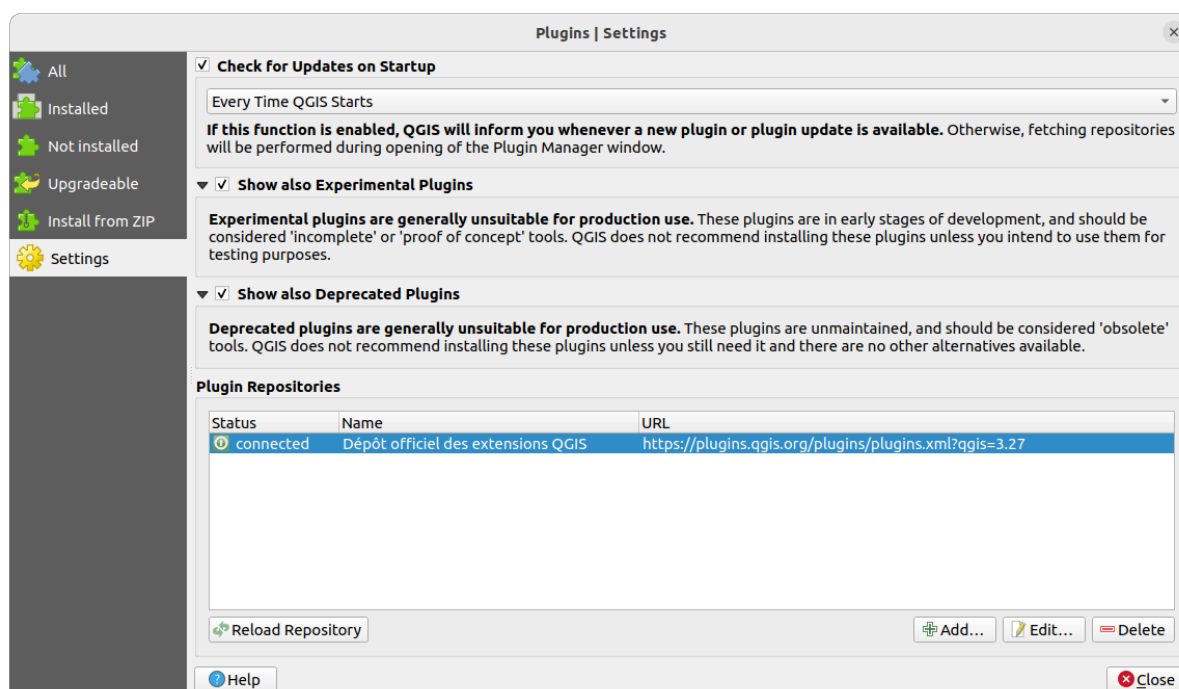 Plugins | Settings
All
Installed
Not installed
Upgradeable
Install from ZIP
Settings
Check for Updates on Startup
Every Time QGIS Starts
If this function is enabled, QGIS will inform you whenever a new plugin or plugin update is available. Otherwise, fetching repositories
will be performed during opening of the Plugin Manager window.
Show also Experimental Plugins
Experimental plugins are generally unsuitable for production use. These plugins are in early stages of development, and should be
considered 'incomplete' or 'proof of concept' tools. QGIS does not recommend installing these plugins unless you intend to use them for
testing purposes.
Show also Deprecated Plugins
Deprecated plugins are generally unsuitable for production use. These plugins are unmaintained, and should be considered 'obsolete'
tools. QGIS does not recommend installing these plugins unless you still need it and there are no other alternatives available.
Plugin Repositories
Status Name URL
connected Dépôt officiel des extensions QGIS https://plugins.qgis.org/plugins/plugins.xml?qgis=3.27
Reload Repository Add... Edit... Delete
Help Close